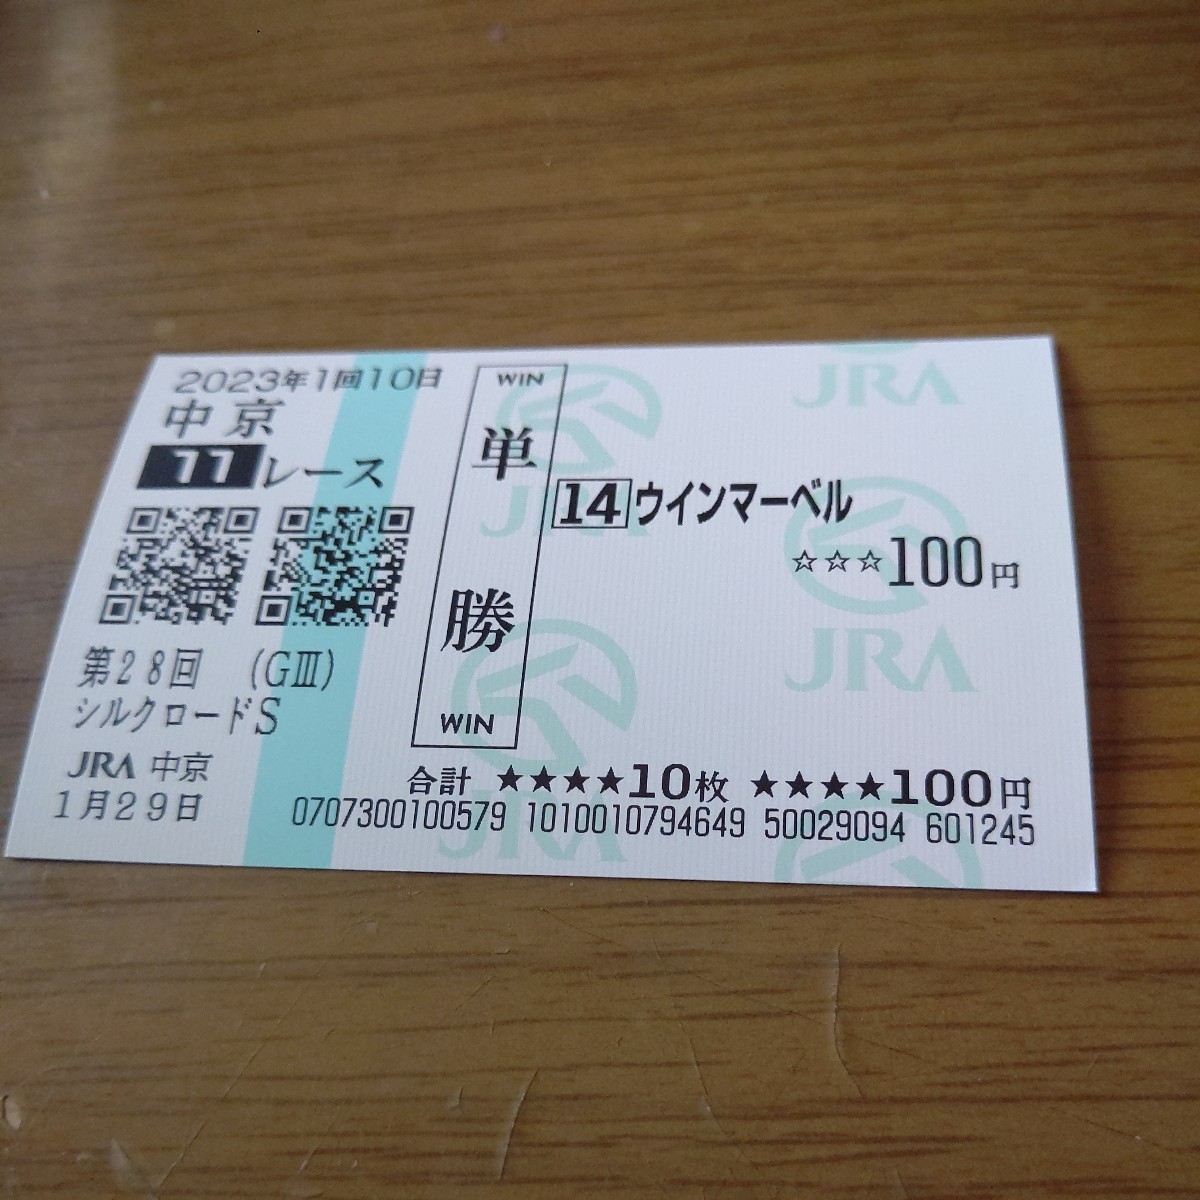 2023年1回10日
中京
11レース
第28回 (GⅢ)
シルクロードS
JRA 中京
1月29日
WIN
単勝
WIN
14ウインマーベル
☆☆☆100円
合計 ★★★★10枚 ★★★★100円
0707300100579 1010010794649 50029094 601245
JRA
JRA
JRA
JRA